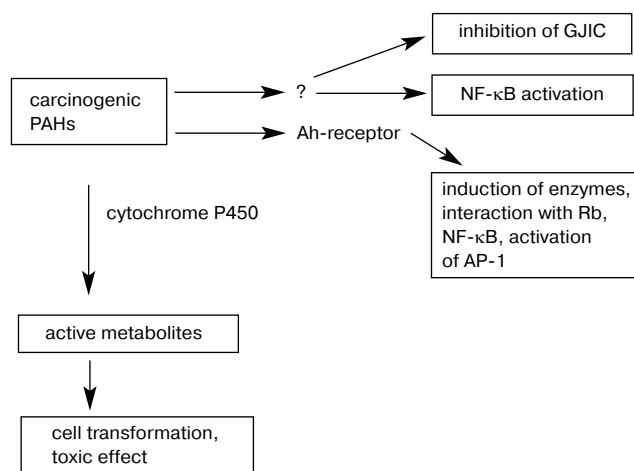 inhibition of GJIC
carcinogenic
PAHs
?
NF-κB activation
Ah-receptor
induction of enzymes,
interaction with Rb,
NF-κB, activation
of AP-1
cytochrome P450
active metabolites
cell transformation,
toxic effect